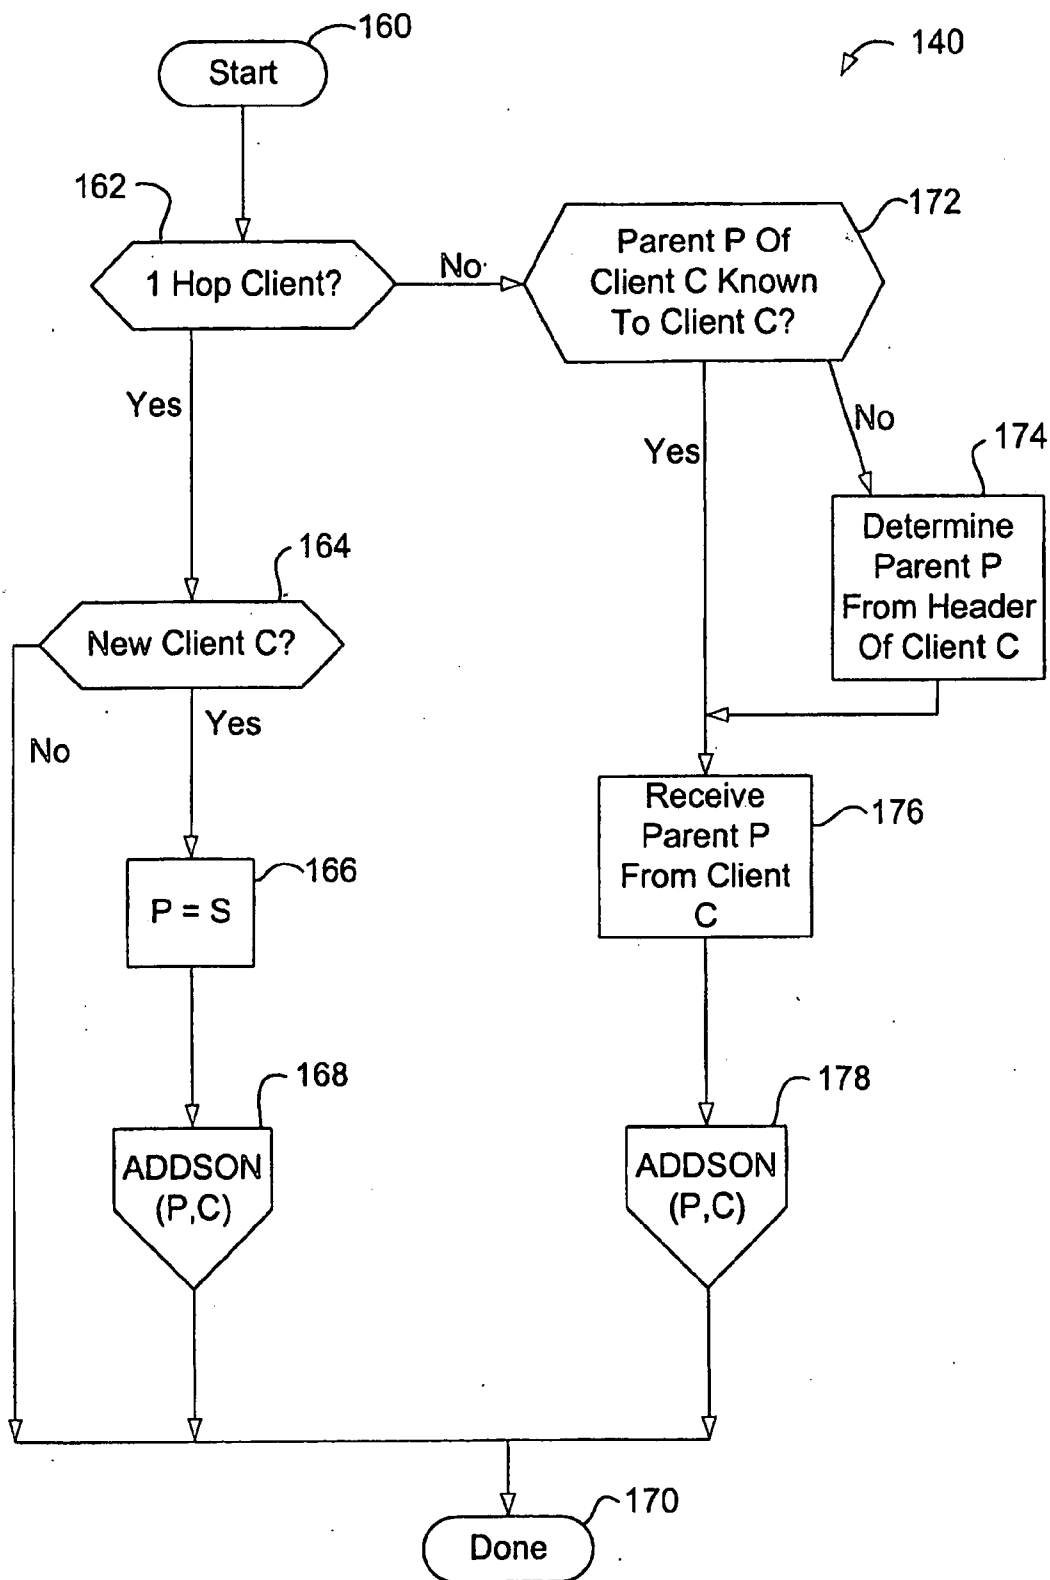 160
140
Start
162
172
1 Hop Client?
No
Parent P Of
Client C Known
To Client C?
Yes
No
Yes
174
Determine
Parent P
From Header
Of Client C
164
New Client C?
No
Yes
Receive
Parent P
From Client
C
176
166
P = S
168
ADDSON
(P,C)
178
ADDSON
(P,C)
170
Done